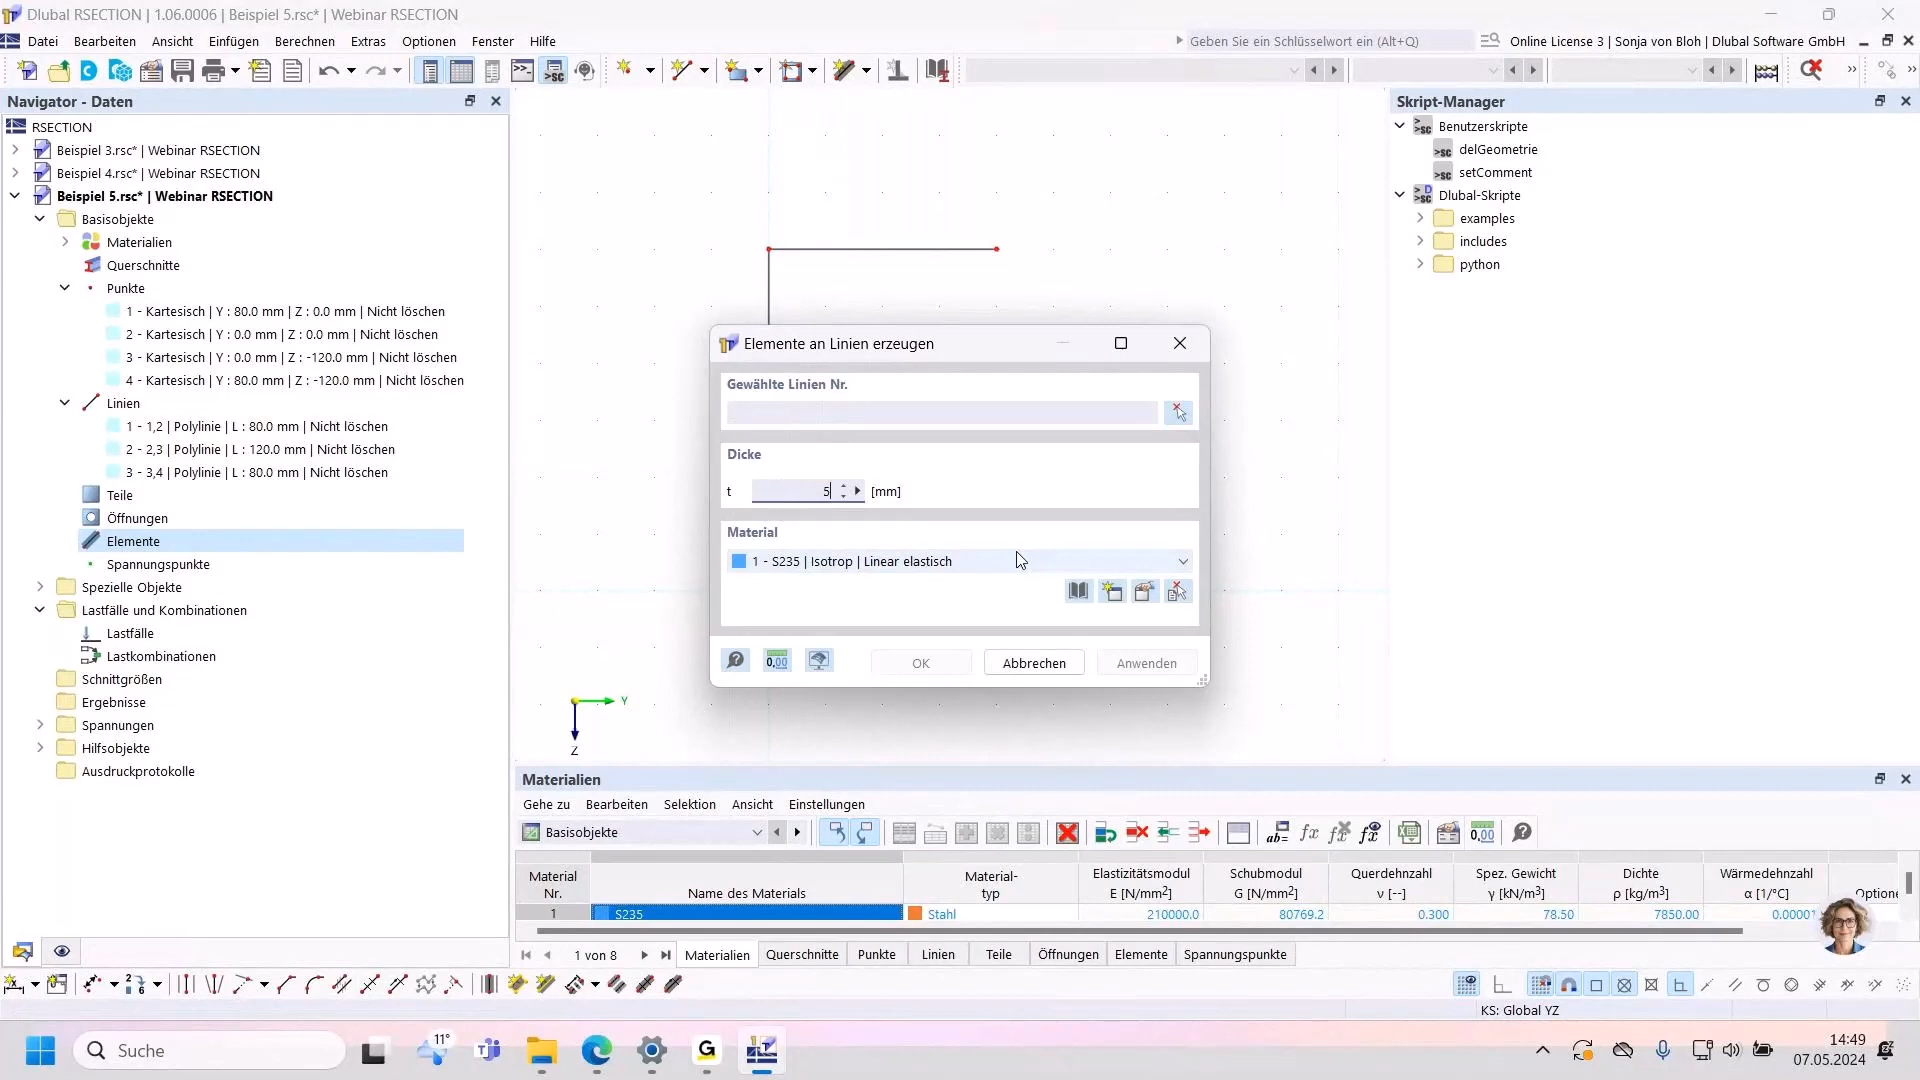 Dlubal RSECTION | 1.06.0006 | Beispiel 5.rsc* | Webinar RSECTION
Datei Bearbeiten Ansicht Einfügen Berechnen Extras Optionen Fenster Hilfe
Geben Sie ein Schlüsselwort ein (Alt+Q)
Online License 3 | Sonja von Bloh | Dlubal Software GmbH
Navigator - Daten
RSECTION
Beispiel 3.rsc* | Webinar RSECTION
Beispiel 4.rsc* | Webinar RSECTION
Beispiel 5.rsc* | Webinar RSECTION
Basisobjekte
Materialien
Querschnitte
Punkte
1 - Kartesisch | Y : 80.0 mm | Z : 0.0 mm | Nicht löschen
2 - Kartesisch | Y : 0.0 mm | Z : 0.0 mm | Nicht löschen
3 - Kartesisch | Y : 0.0 mm | Z : -120.0 mm | Nicht löschen
4 - Kartesisch | Y : 80.0 mm | Z : -120.0 mm | Nicht löschen
Linien
1 - 1,2 | Polylinie | L : 80.0 mm | Nicht löschen
2 - 2,3 | Polylinie | L : 120.0 mm | Nicht löschen
3 - 3,4 | Polylinie | L : 80.0 mm | Nicht löschen
Teile
Öffnungen
Elemente
Spannungspunkte
Spezielle Objekte
Lastfälle und Kombinationen
Lastfälle
Lastkombinationen
Schnittgrößen
Ergebnisse
Spannungen
Hilfsobjekte
Ausdruckprotokolle
Y
Z
Elemente an Linien erzeugen
Gewählte Linien Nr.
Dicke
t 5 [mm]
Material
1 - S235 | Isotrop | Linear elastisch
0,00
OK Abbrechen Anwenden
Skript-Manager
Benutzerskripte
delGeometrie
setComment
Dlubal-Skripte
examples
includes
python
Materialien
Gehe zu Bearbeiten Selektion Ansicht Einstellungen
Basisobjekte
Material Nr.
Name des Materials
Material-typ
Elastizitätsmodul E [N/mm²]
Schubmodul G [N/mm²]
Querdehnzahl ν [--]
Spez. Gewicht γ [kN/m³]
Dichte ρ [kg/m³]
Wärmedehnzahl α [1/°C]
Optione
1 S235 Stahl 210000.0 80769.2 0.300 78.50 7850.00 0.00001
1 von 8 Materialien Querschnitte Punkte Linien Teile Öffnungen Elemente Spannungspunkte
KS: Global YZ
Suche
11°
14:49
07.05.2024